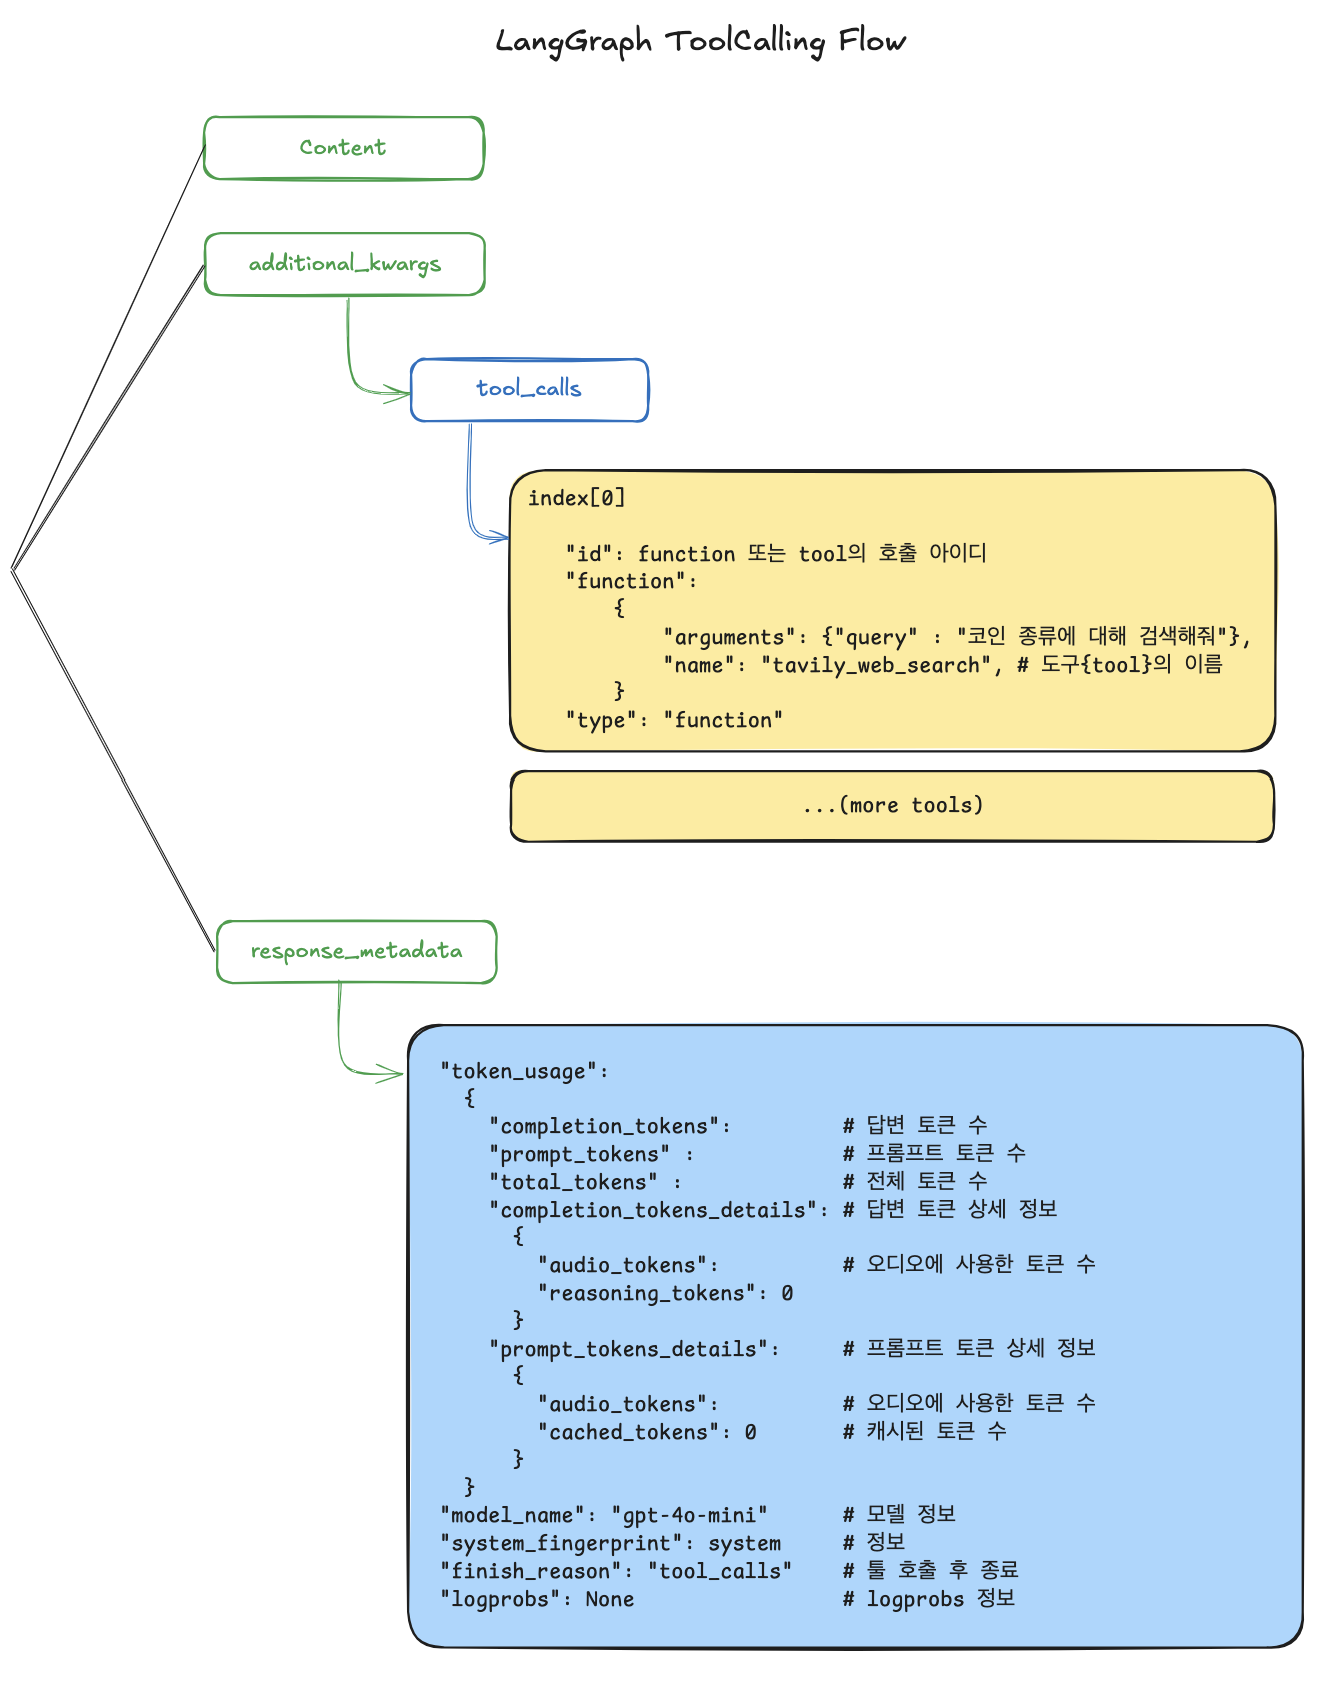 LangGraph ToolCalling Flow
Content
additional_kwargs
tool_calls
index[0]
"id": function 또는 tool의 호출 아이디
"function":
{
"arguments": {"query" : "코인 종류에 대해 검색해줘"},
"name": "tavily_web_search", # 도구{tool}의 이름
}
"type": "function"
...(more tools)
response_metadata
"token_usage":
{
"completion_tokens": # 답변 토큰 수
"prompt_tokens" : # 프롬프트 토큰 수
"total_tokens" : # 전체 토큰 수
"completion_tokens_details": # 답변 토큰 상세 정보
{
"audio_tokens": # 오디오에 사용한 토큰 수
"reasoning_tokens": 0
}
"prompt_tokens_details": # 프롬프트 토큰 상세 정보
{
"audio_tokens": # 오디오에 사용한 토큰 수
"cached_tokens": 0 # 캐시된 토큰 수
}
}
"model_name": "gpt-4o-mini" # 모델 정보
"system_fingerprint": system # 정보
"finish_reason": "tool_calls" # 툴 호출 후 종료
"logprobs": None # logprobs 정보